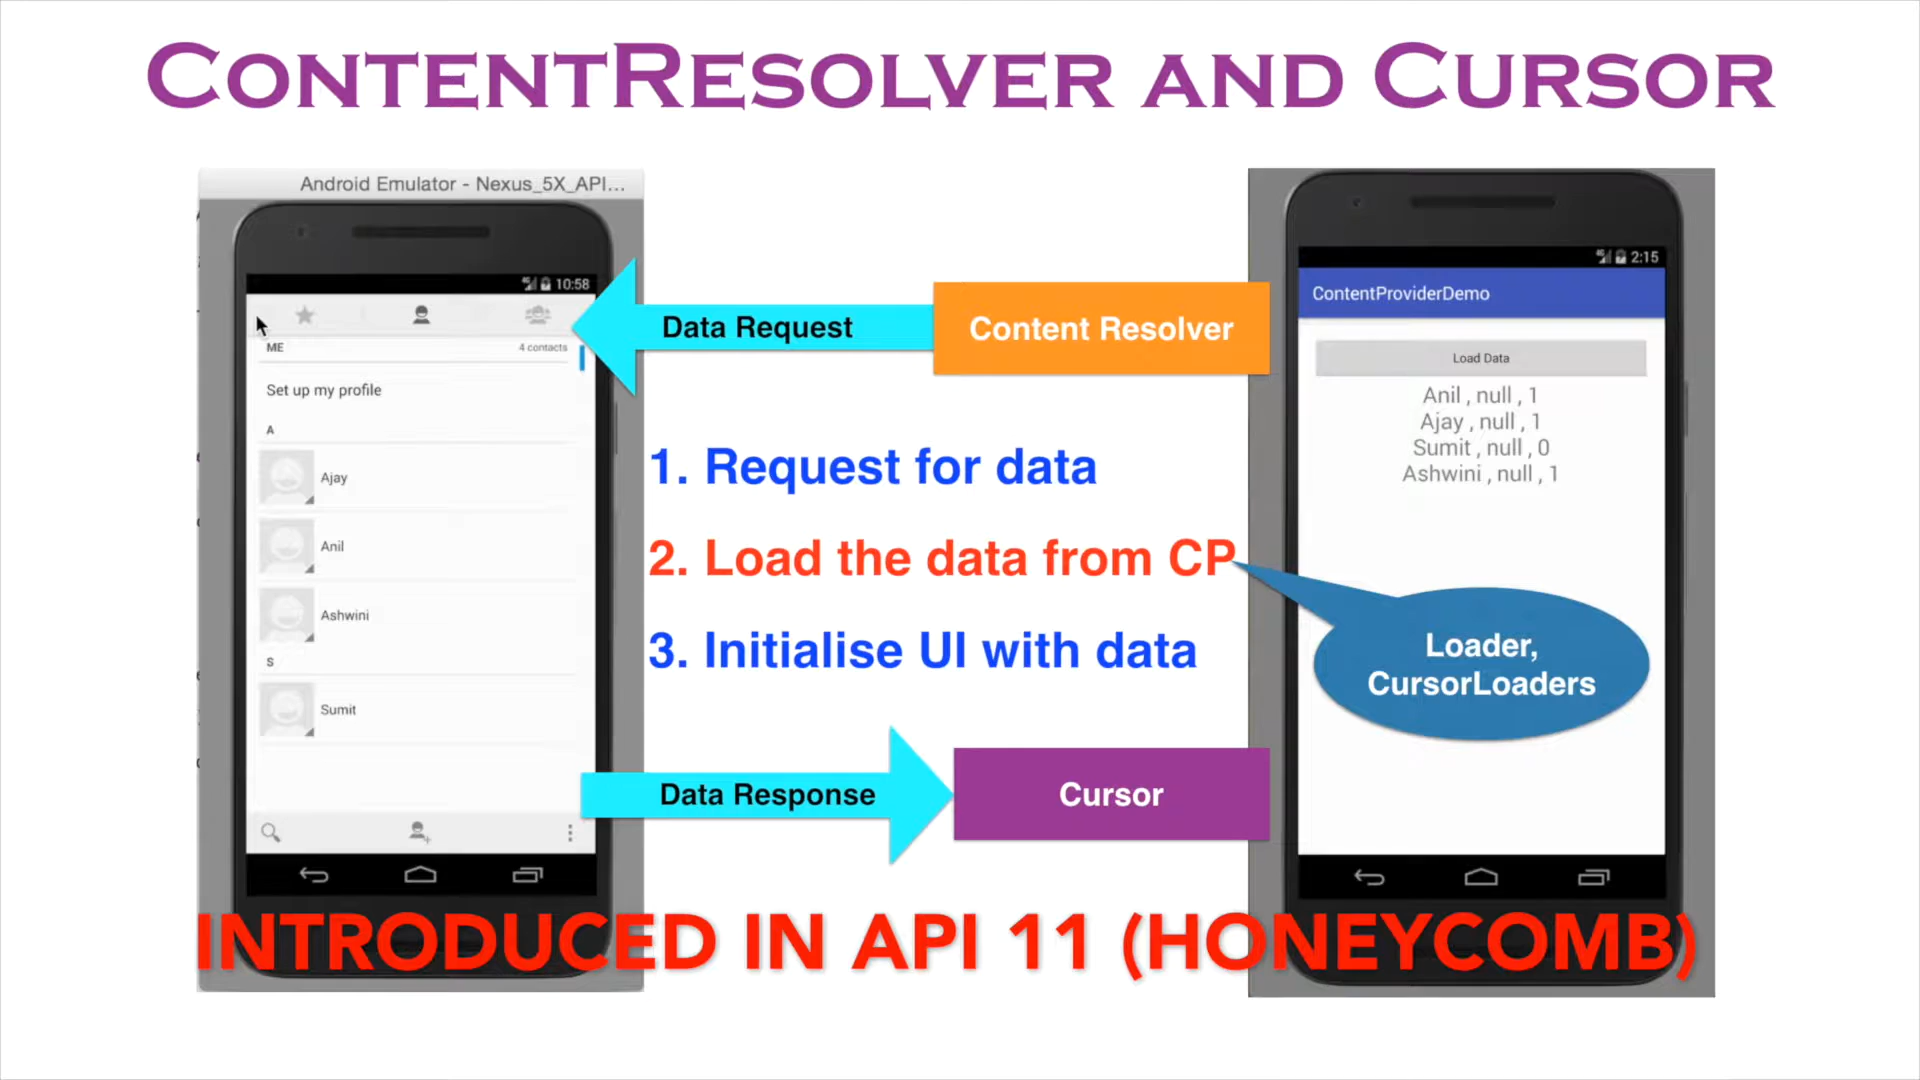 ContentResolver and Cursor
Android Emulator - Nexus_5X_API...
10:58
ME
4 contacts
Set up my profile
A
Ajay
Anil
Ashwini
S
Sumit
Data Request
Content Resolver
1. Request for data
2. Load the data from CP
3. Initialise UI with data
Data Response
Cursor
2:15
ContentProviderDemo
Load Data
Anil , null , 1
Ajay , null , 1
Sumit , null , 0
Ashwini , null , 1
Loader,
CursorLoaders
INTRODUCED IN API 11 (HONEYCOMB)